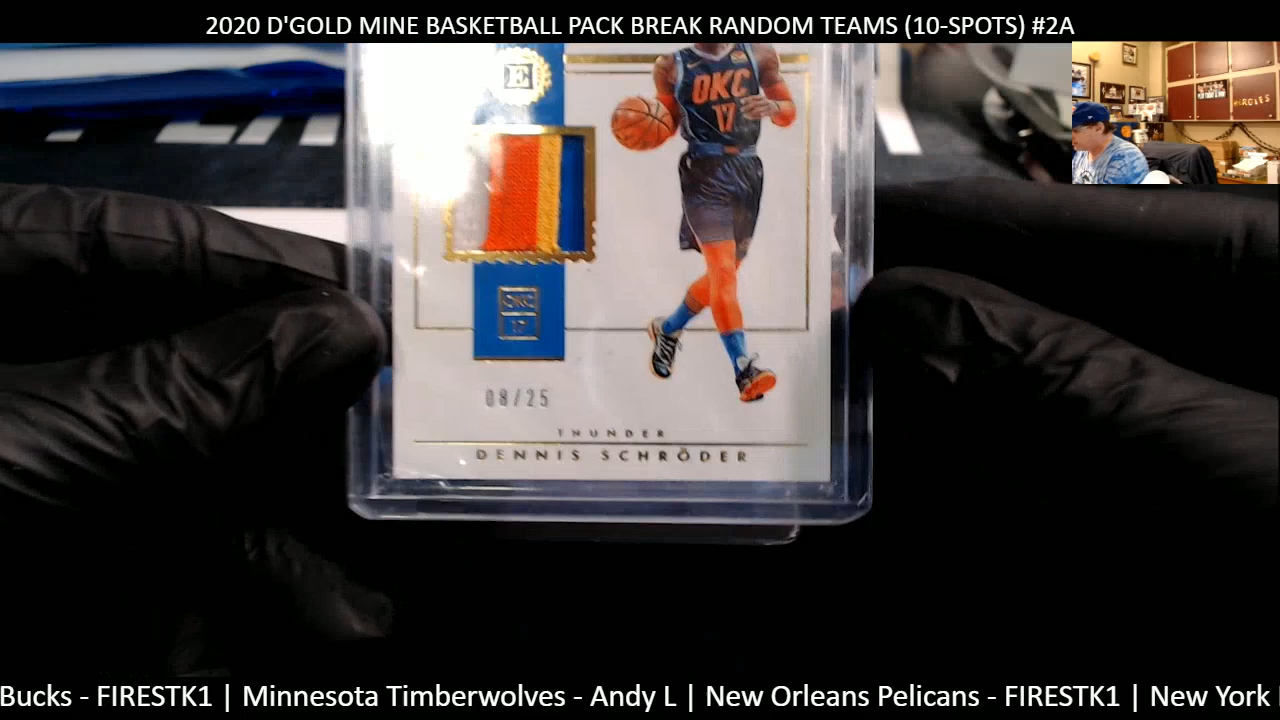 2020 D'GOLD MINE BASKETBALL PACK BREAK RANDOM TEAMS (10-SPOTS) #2A
E
OKC
17
OKC
17
08/25
THUNDER
DENNIS SCHRÖDER
Bucks - FIRESTK1 | Minnesota Timberwolves - Andy L | New Orleans Pelicans - FIRESTK1 | New York